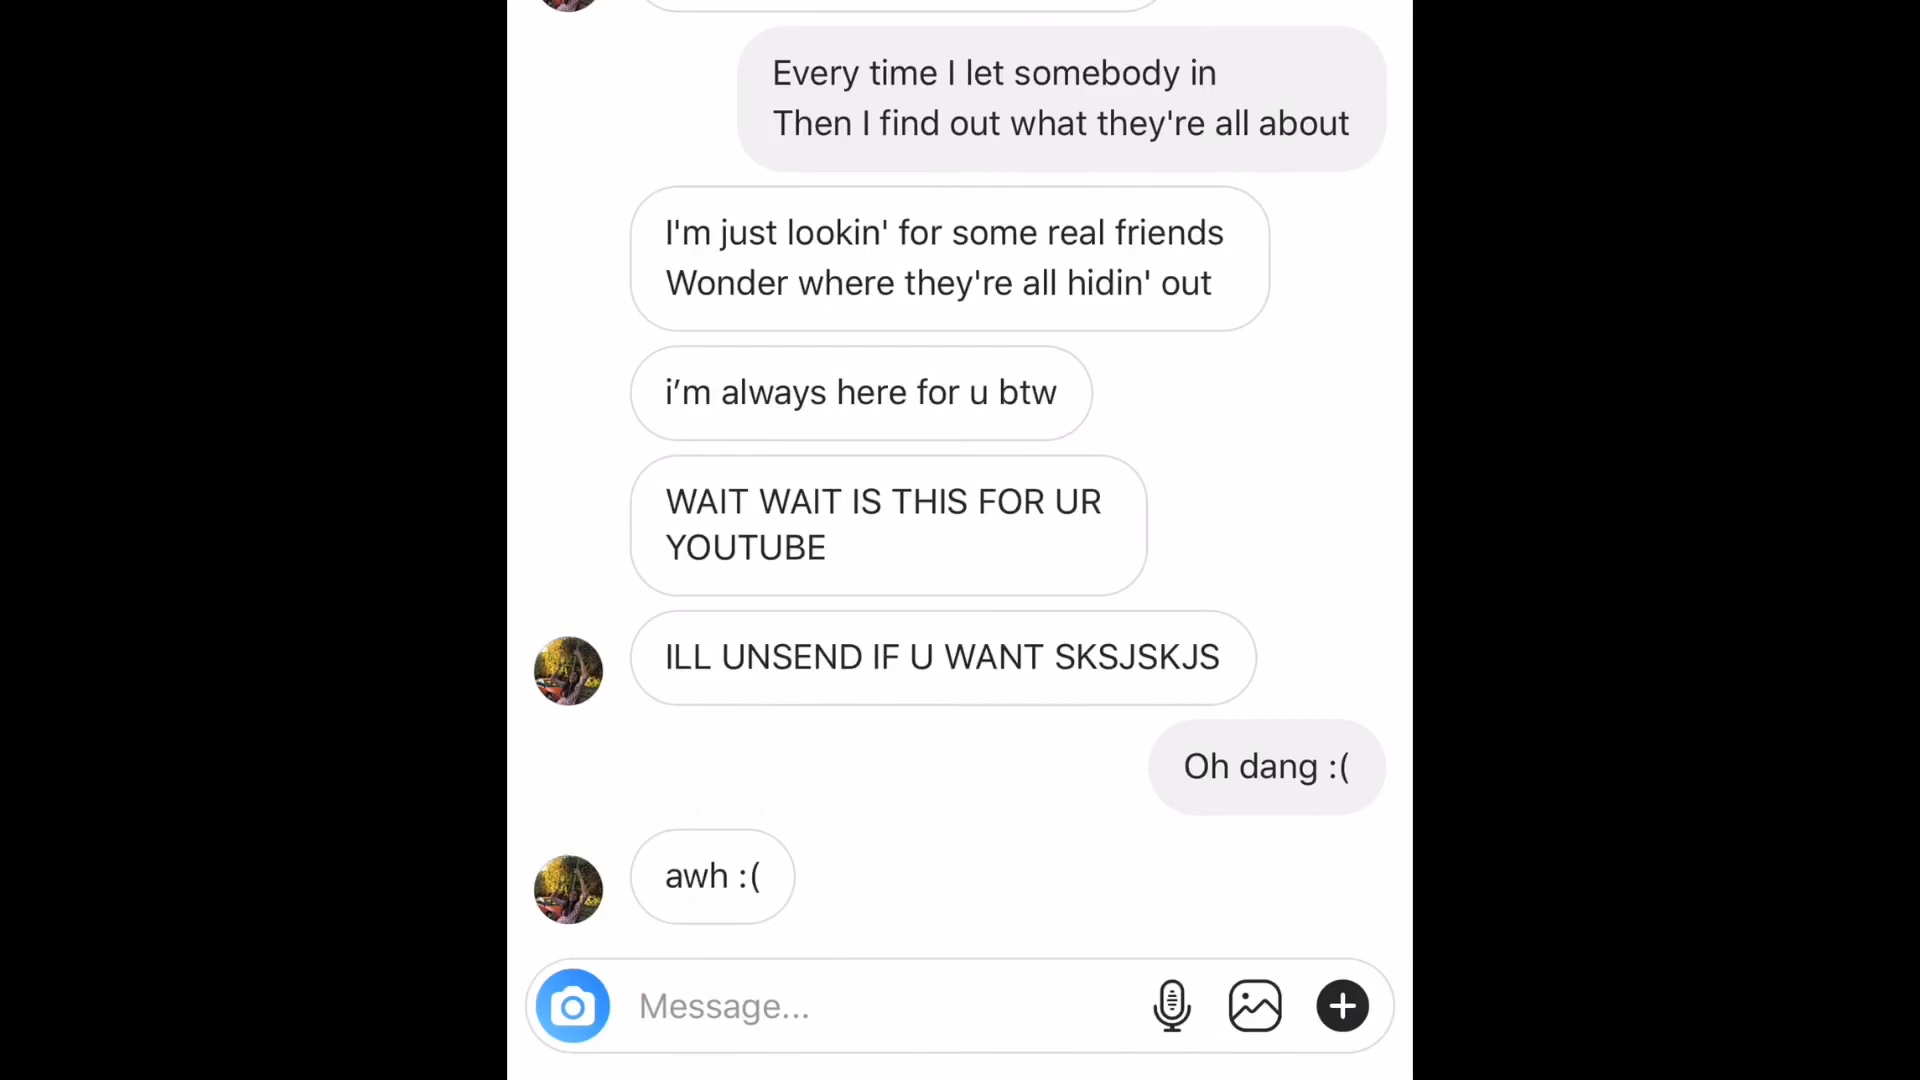 Every time I let somebody in
Then I find out what they're all about
I'm just lookin' for some real friends
Wonder where they're all hidin' out
i’m always here for u btw
WAIT WAIT IS THIS FOR UR
YOUTUBE
ILL UNSEND IF U WANT SKSJSKJS
Oh dang :(
awh :(
Message...